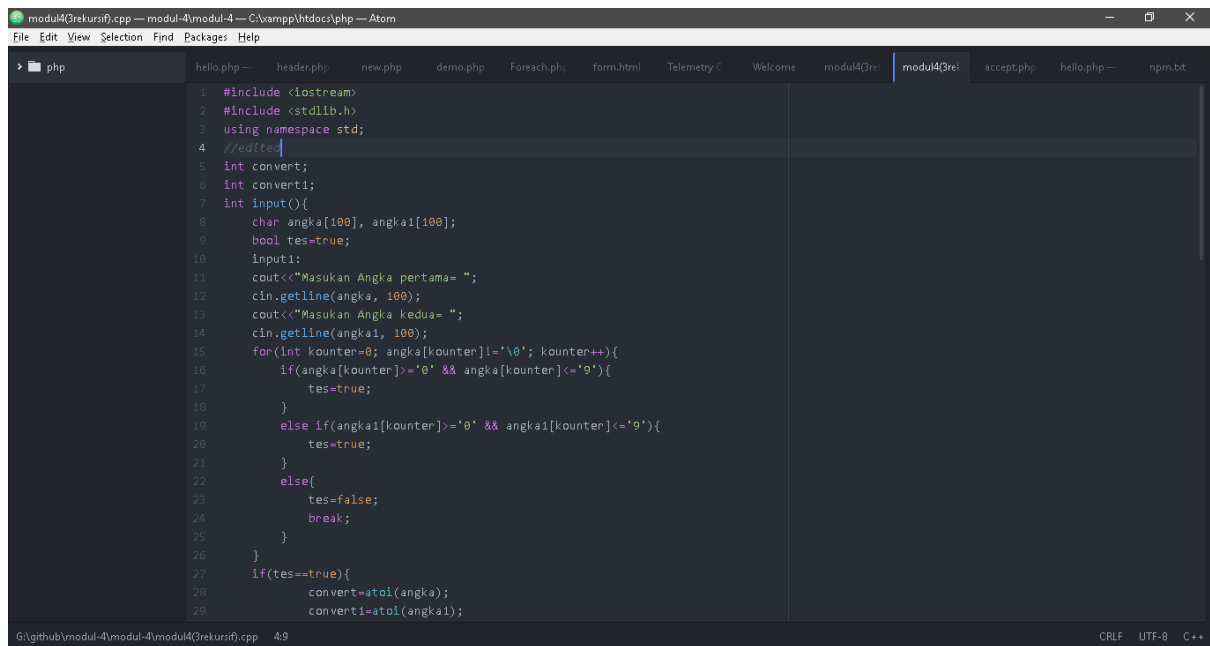 modul4(3rekursif).cpp — modul-4\modul-4 — C:\xampp\htdocs\php — Atom
File Edit View Selection Find Packages Help
php hello.php — header.php new.php demo.php Foreach.php form.html Telemetry C Welcome modul4(3re modul4(3rek accept.php hello.php — npm.txt
1 #include <iostream>
2 #include <stdlib.h>
3 using namespace std;
4 //edited
5 int convert;
6 int convert1;
7 int input(){
8 char angka[100], angka1[100];
9 bool tes=true;
10 input1:
11 cout<<"Masukan Angka pertama= ";
12 cin.getline(angka, 100);
13 cout<<"Masukan Angka kedua= ";
14 cin.getline(angka1, 100);
15 for(int kounter=0; angka[kounter]!='\0'; kounter++){
16 if(angka[kounter]>='0' && angka[kounter]<='9'){
17 tes=true;
18 }
19 else if(angka1[kounter]>='0' && angka1[kounter]<='9'){
20 tes=true;
21 }
22 else{
23 tes=false;
24 break;
25 }
26 }
27 if(tes==true){
28 convert=atoi(angka);
29 convert1=atoi(angka1);
G:\github\modul-4\modul-4\modul4(3rekursif).cpp 4:9 CRLF UTF-8 C++